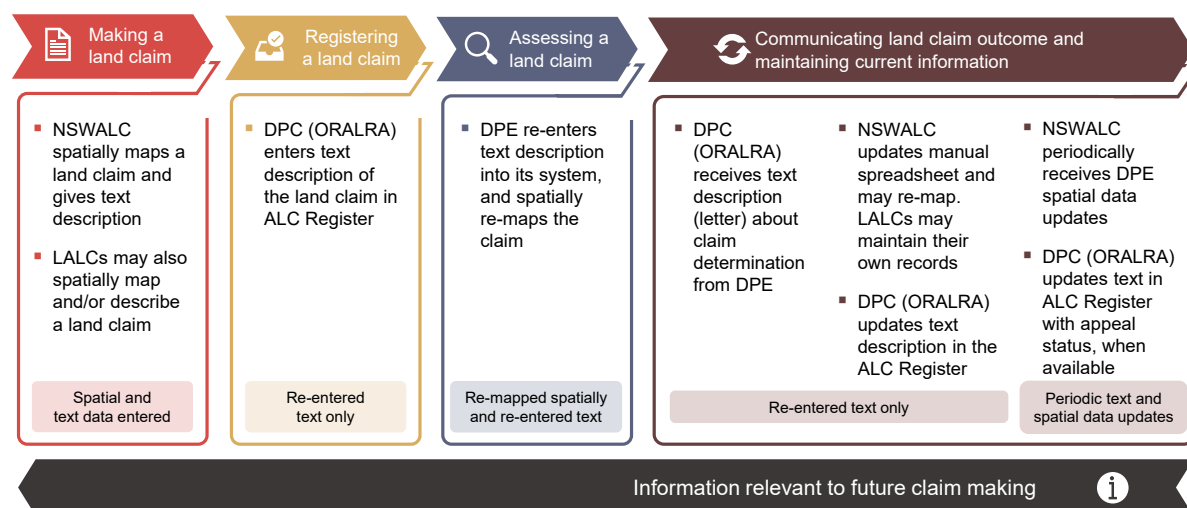 Making a
land claim
Registering
a land claim
Assessing a
land claim
Communicating land claim outcome and
maintaining current information
▪ NSWALC
spatially maps a
land claim and
gives text
description
▪ LALCs may also
spatially map
and/or describe
a land claim
Spatial and
text data entered
▪ DPC (ORALRA)
enters text
description of
the land claim in
ALC Register
Re-entered
text only
▪ DPE re-enters
text description
into its system,
and spatially
re-maps the
claim
Re-mapped spatially
and re-entered text
▪ DPC
(ORALRA)
receives text
description
(letter) about
claim
determination
from DPE
▪ NSWALC
updates manual
spreadsheet and
may re-map.
LALCs may
maintain their
own records
▪ DPC (ORALRA)
updates text
description in the
ALC Register
Re-entered text only
▪ NSWALC
periodically
receives DPE
spatial data
updates
▪ DPC (ORALRA)
updates text in
ALC Register
with appeal
status, when
available
Periodic text and
spatial data updates
Information relevant to future claim making